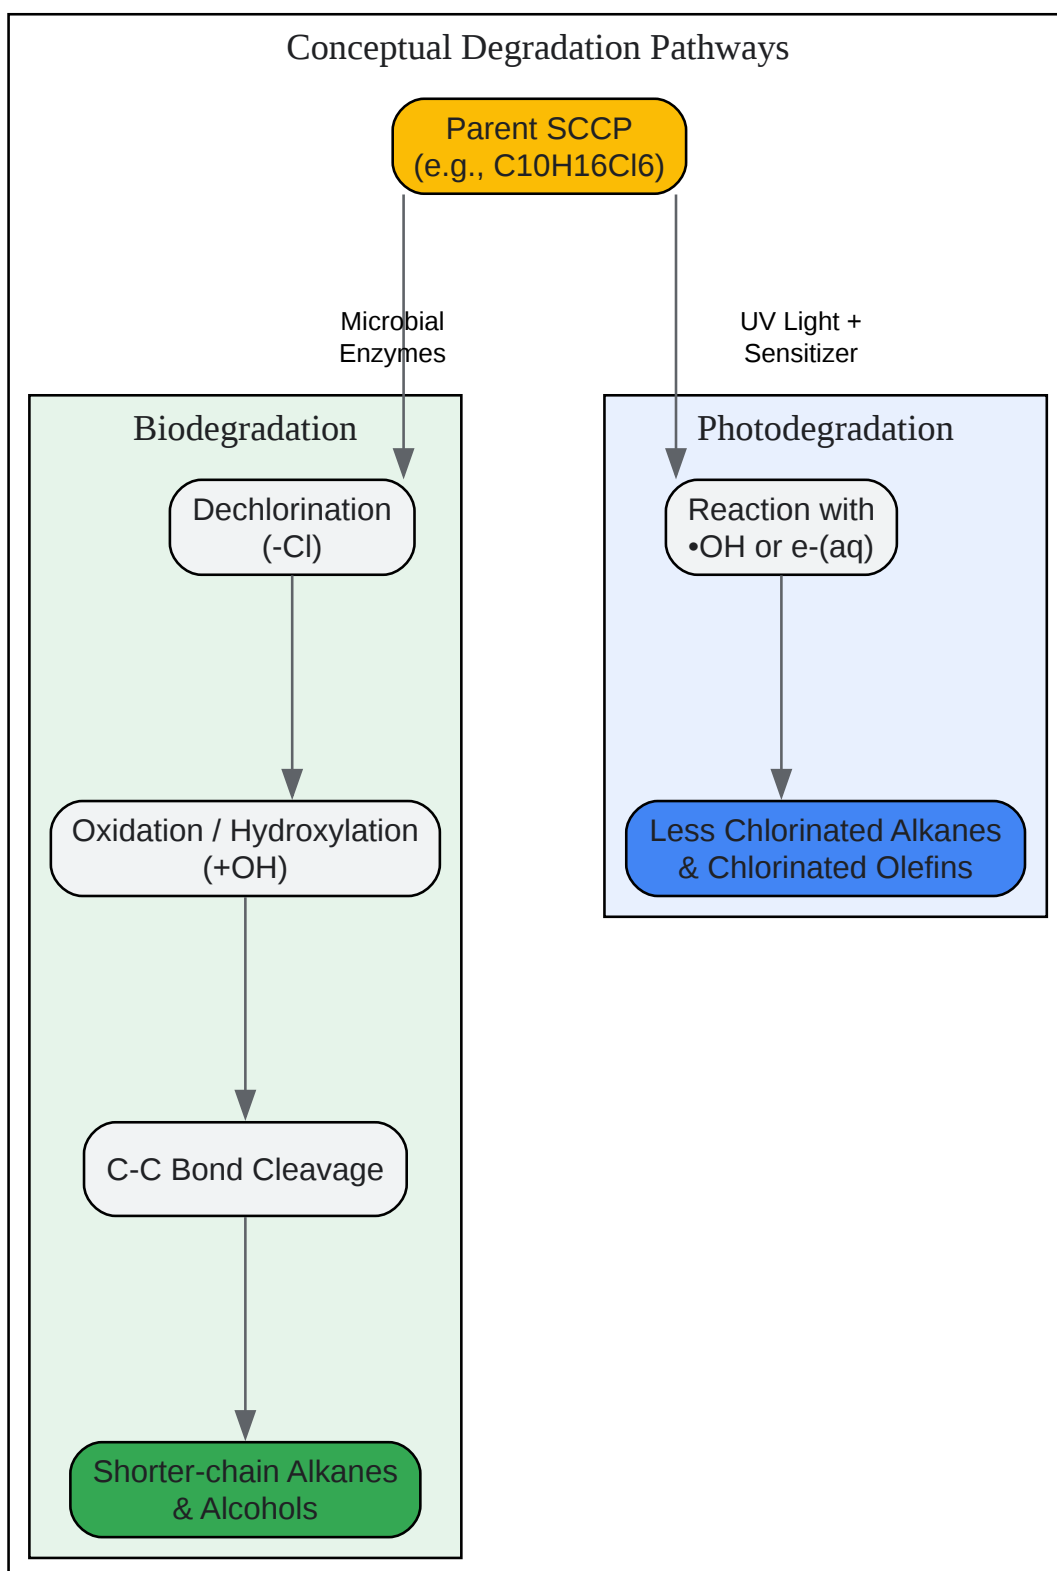 Conceptual Degradation Pathways
Parent SCCP
(e.g., C10H16Cl6)
Microbial
Enzymes
UV Light +
Sensitizer
Biodegradation
Dechlorination
(-Cl)
Oxidation / Hydroxylation
(+OH)
C-C Bond Cleavage
Shorter-chain Alkanes
& Alcohols
Photodegradation
Reaction with
•OH or e-(aq)
Less Chlorinated Alkanes
& Chlorinated Olefins